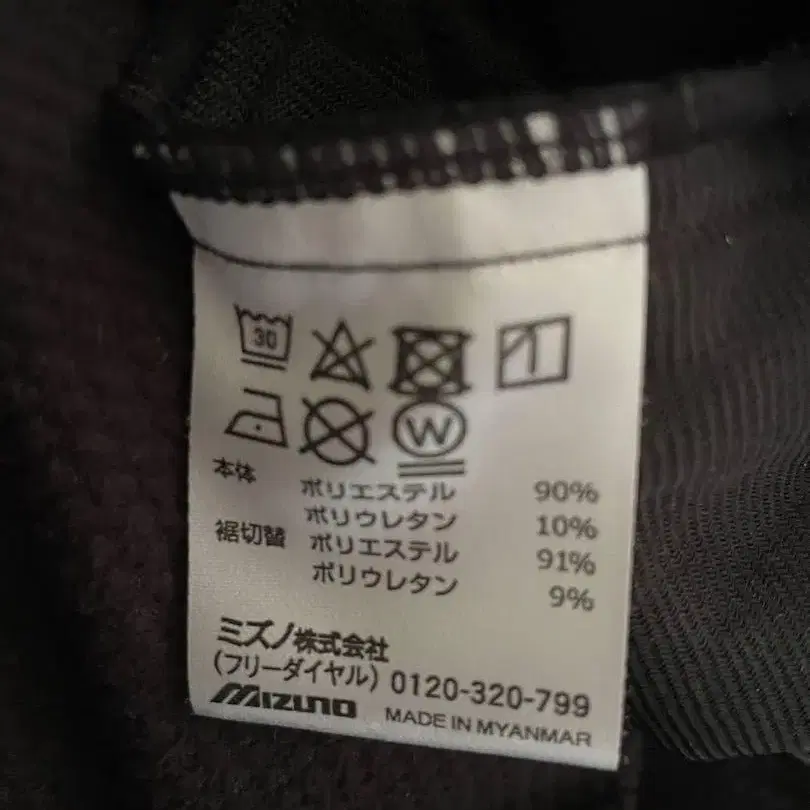 30
W
本体 ポリエステル 90%
ポリウレタン 10%
裾切替 ポリエステル 91%
ポリウレタン 9%
ミズノ株式会社
(フリーダイヤル) 0120-320-799
MIZUNO MADE IN MYANMAR